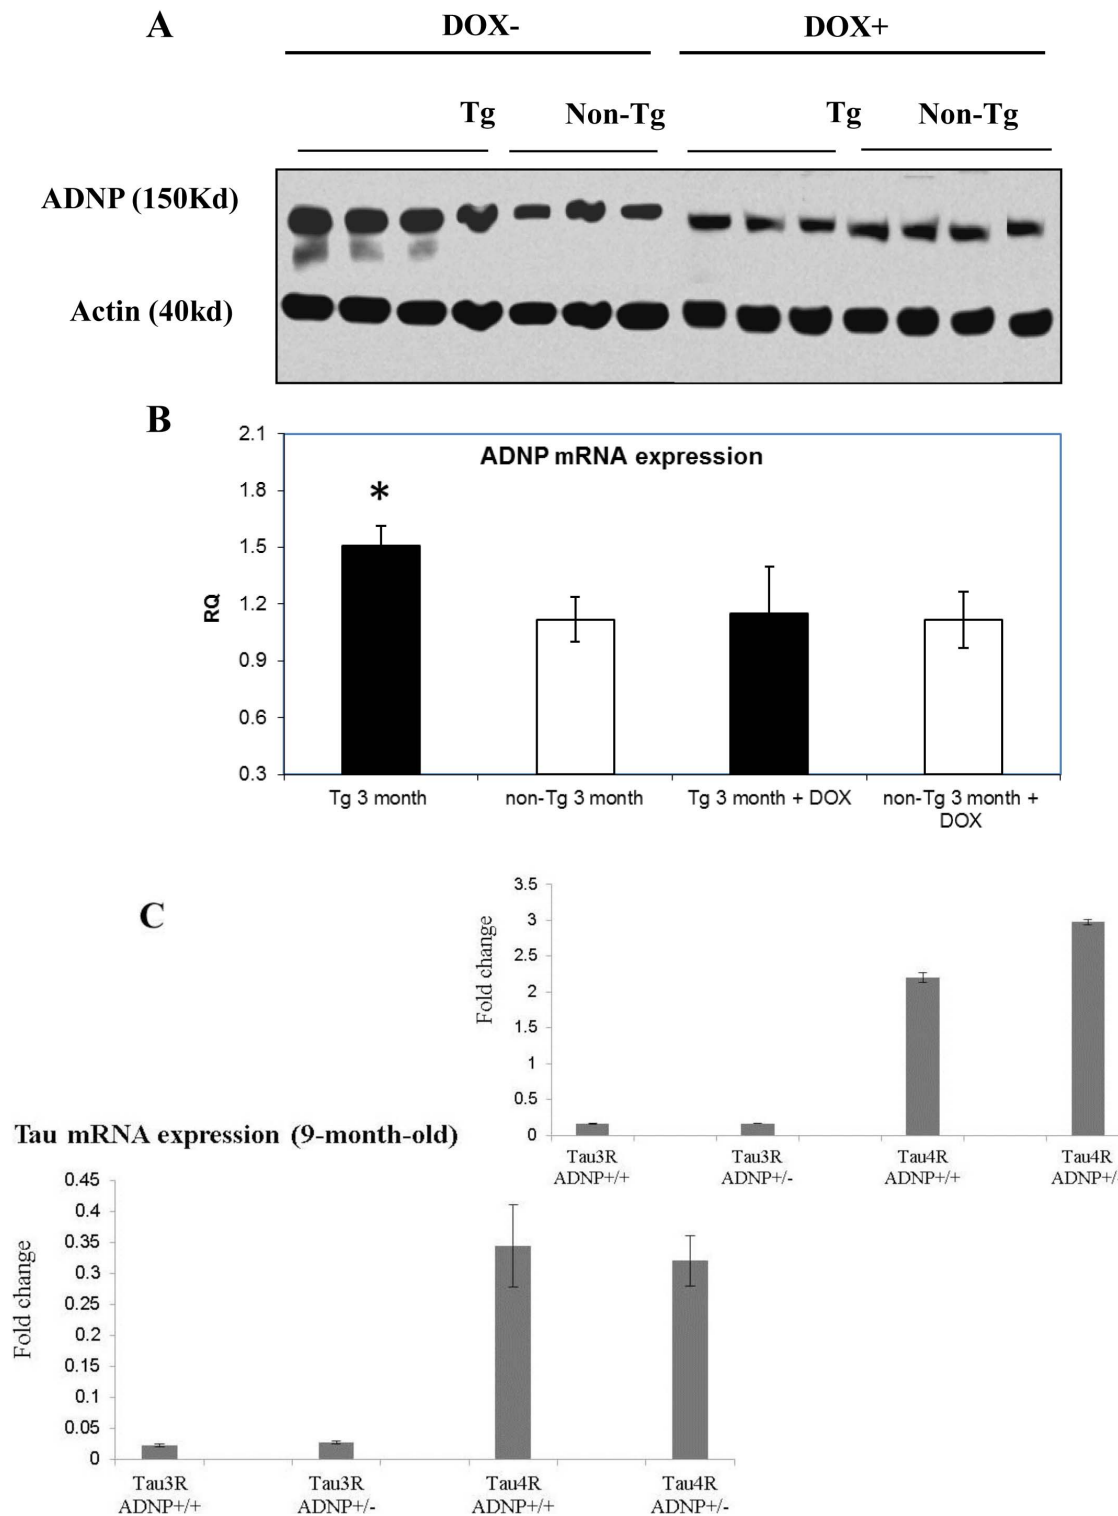 A
DOX-
DOX+
Tg
Non-Tg
Tg
Non-Tg
ADNP (150Kd)
Actin (40kd)
B
ADNP mRNA expression
2.1
1.8
1.5
1.2
0.9
0.6
0.3
RQ
*
Tg 3 month
non-Tg 3 month
Tg 3 month + DOX
non-Tg 3 month +
DOX
C
Fold change
3.5
3
2.5
2
1.5
1
0.5
0
Tau3R
ADNP+/+
Tau3R
ADNP+/-
Tau4R
ADNP+/+
Tau4R
ADNP+/
Tau mRNA expression (9-month-old)
Fold change
0.45
0.4
0.35
0.3
0.25
0.2
0.15
0.1
0.05
0
Tau3R
ADNP+/+
Tau3R
ADNP+/-
Tau4R
ADNP+/+
Tau4R
ADNP+/-